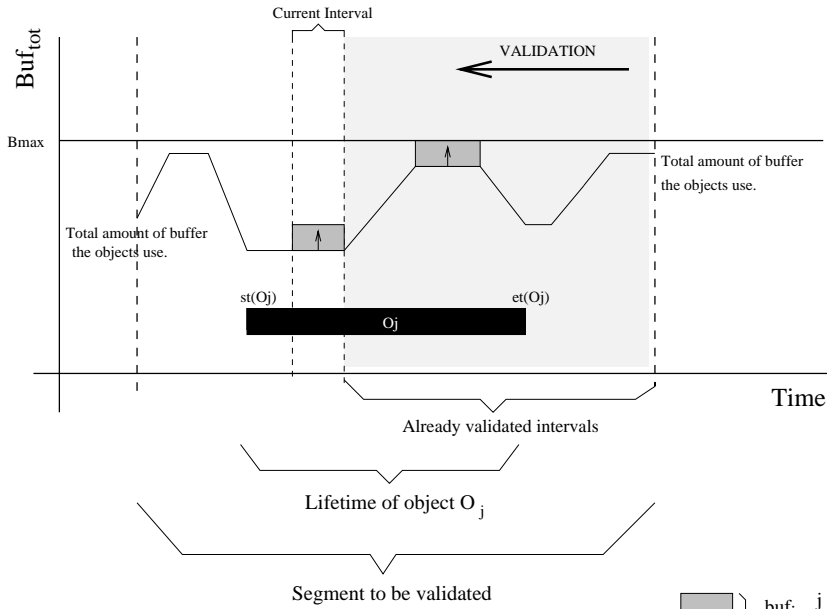 Current Interval
Buf_tot
VALIDATION
Bmax
Total amount of buffer
the objects use.
Total amount of buffer
the objects use.
st(Oj)
et(Oj)
Oj
Time
Already validated intervals
Lifetime of object O j
Segment to be validated
j